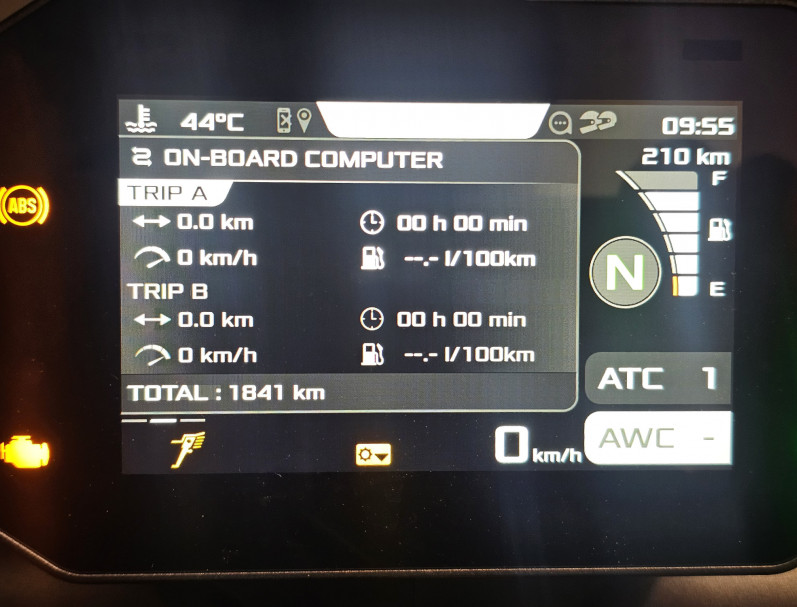 44°C
09:55
ON-BOARD COMPUTER
210 km
TRIP A
F
0.0 km
00 h 00 min
ABS
0 km/h
--.- l/100km
N
E
TRIP B
0.0 km
00 h 00 min
0 km/h
--.- l/100km
ATC 1
TOTAL : 1841 km
0 km/h
AWC -